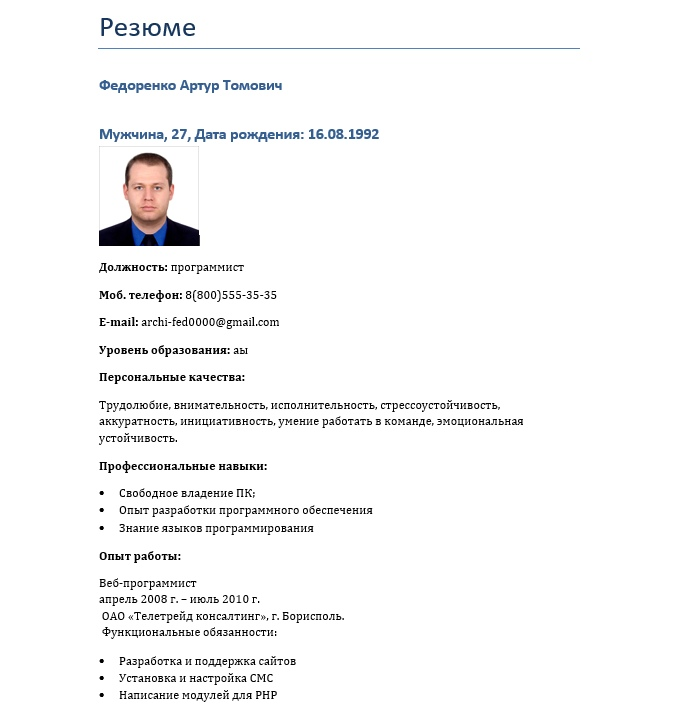 Резюме
Федоренко Артур Томович
Мужчина, 27, Дата рождения: 16.08.1992
Должность: программист
Моб. телефон: 8(800)555-35-35
E-mail: archi-fed0000@gmail.com
Уровень образования: аы
Персональные качества:
Трудолюбие, внимательность, исполнительность, стрессоустойчивость,
аккуратность, инициативность, умение работать в команде, эмоциональная
устойчивость.
Профессиональные навыки:
• Свободное владение ПК;
• Опыт разработки программного обеспечения
• Знание языков программирования
Опыт работы:
Веб-программист
апрель 2008 г. – июль 2010 г.
ОАО «Телетрейд консалтинг», г. Борисполь.
Функциональные обязанности:
• Разработка и поддержка сайтов
• Установка и настройка СМС
• Написание модулей для PHP